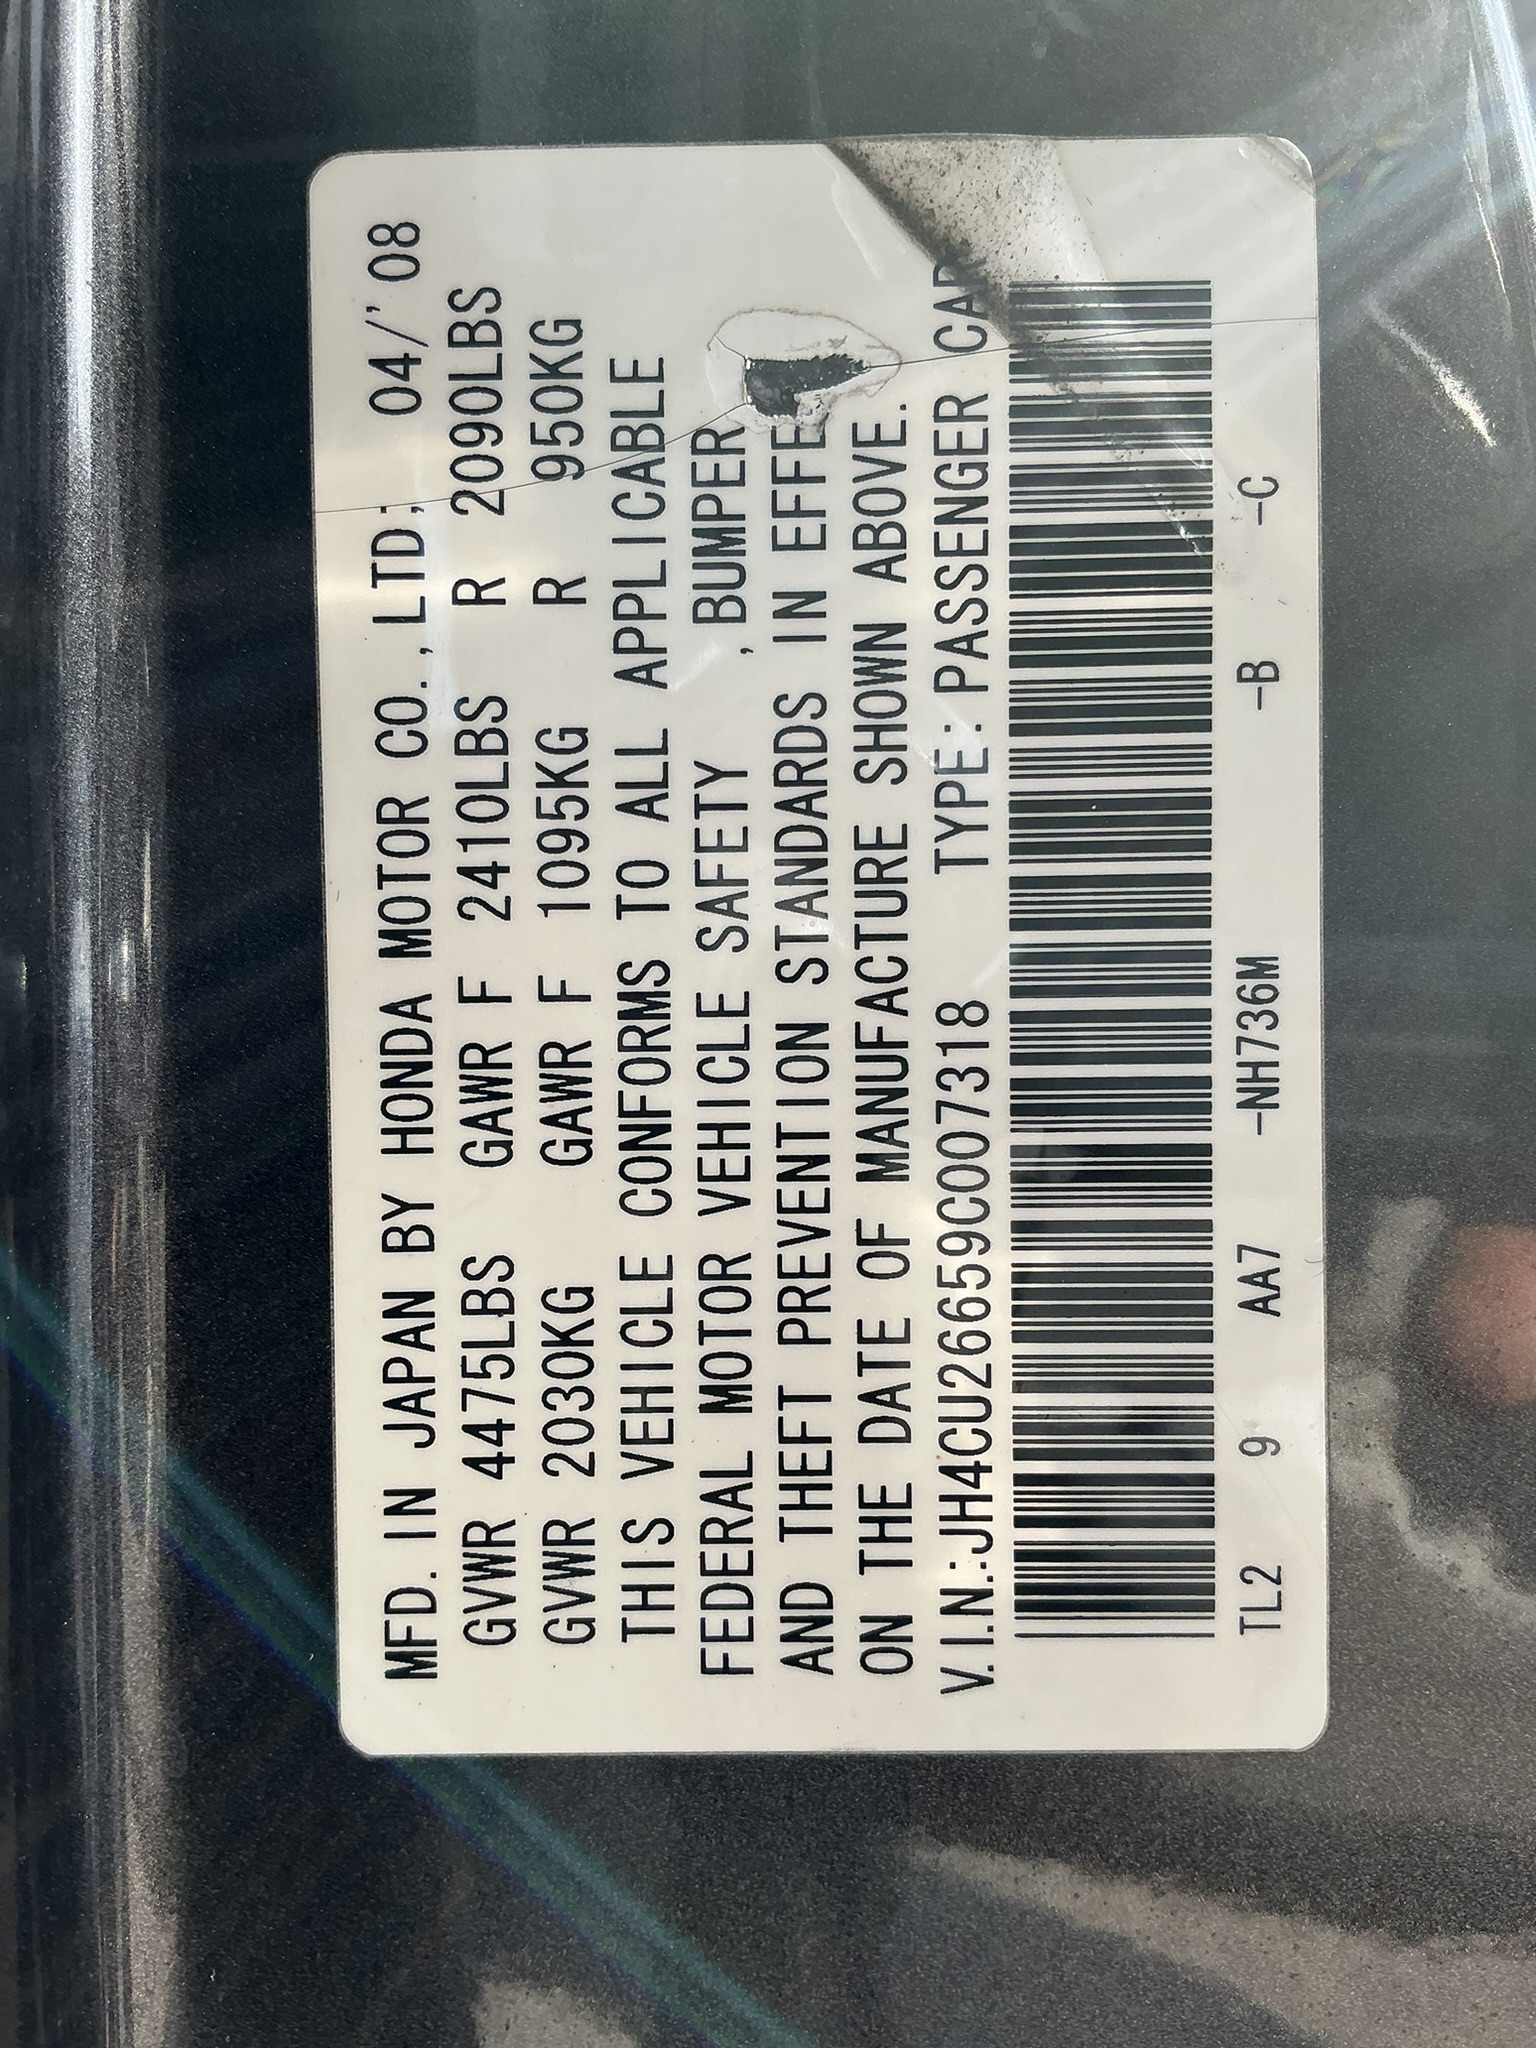 MFD. IN JAPAN BY HONDA MOTOR CO.,LTD; 04/'08
GVWR 4475LBS GAWR F 2410LBS R 2090LBS
GVWR 2030KG GAWR F 1095KG R 950KG
THIS VEHICLE CONFORMS TO ALL APPLICABLE
FEDERAL MOTOR VEHICLE SAFETY ,BUMPER,
AND THEFT PREVENTION STANDARDS IN EFFE
ON THE DATE OF MANUFACTURE SHOWN ABOVE.
V.I.N.:JH4CU26659C007318 TYPE:PASSENGER CAR
TL2 9 AA7 -NH736M -B -C